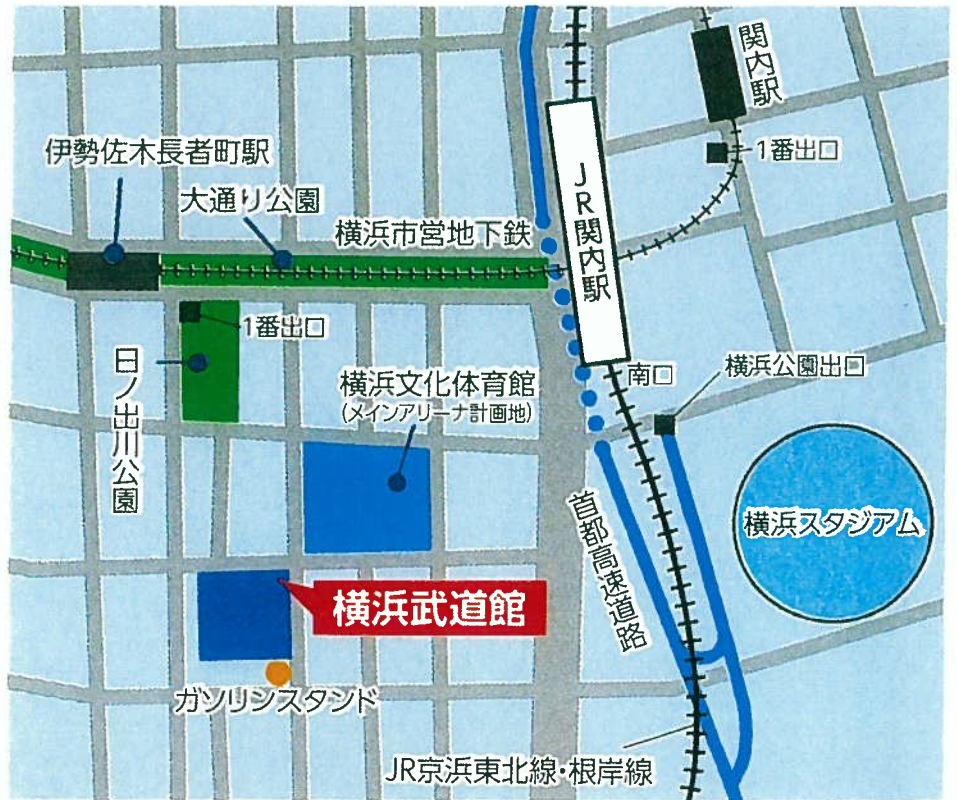 関内駅
1番出口
伊勢佐木長者町駅
大通り公園
横浜市営地下鉄
JR関内駅
1番出口
日ノ出川公園
横浜文化体育館
(メインアリーナ計画地)
南口
横浜公園出口
横浜スタジアム
首都高速道路
横浜武道館
ガソリンスタンド
JR京浜東北線・根岸線